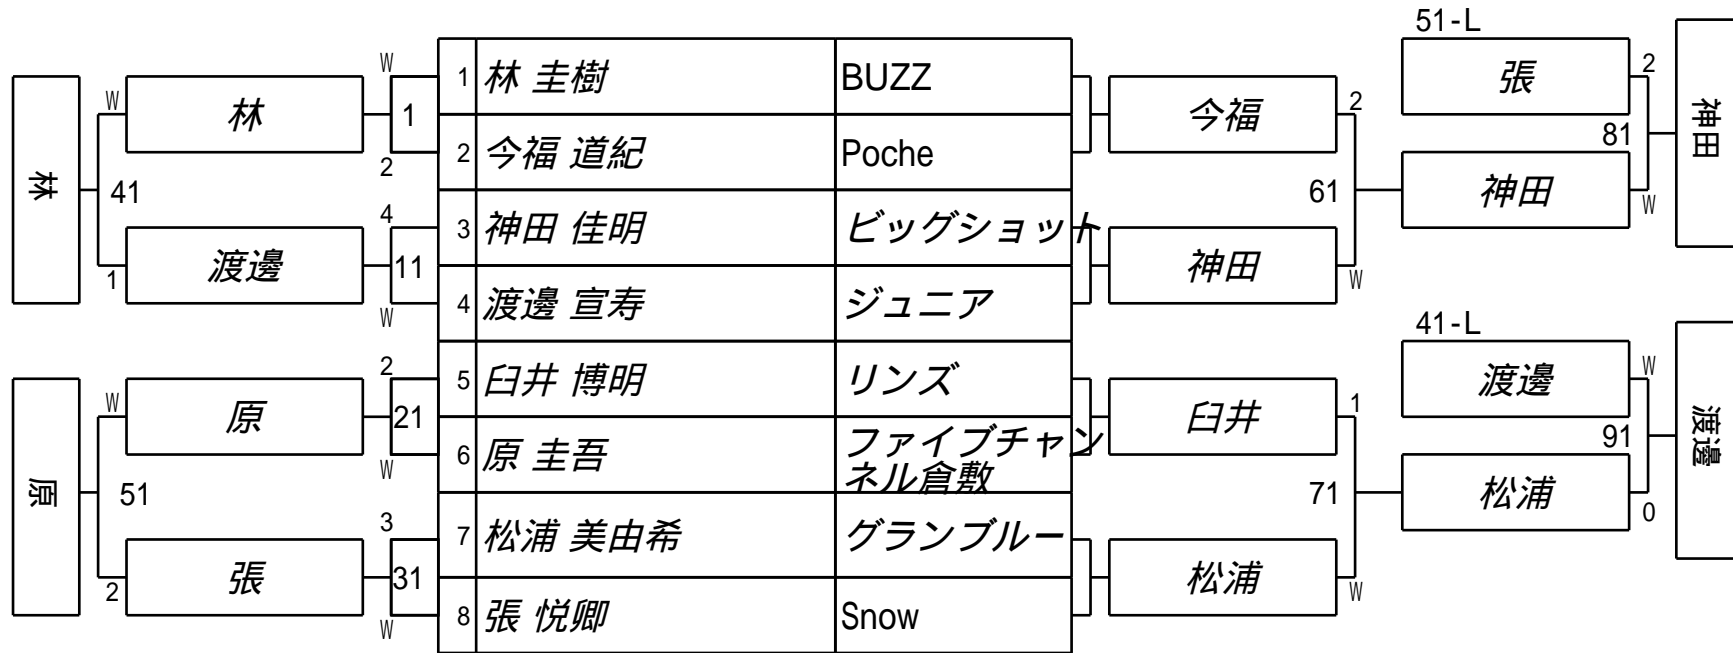 51-L
W
1 林 圭樹 BUZZ
張 2
W 林 1
今福 2
神田
2 2 今福 道紀 Poche
81
林 41
61 神田 W
4 3 神田 佳明 ビッグショット
1 渡邊 11
神田 W
W 4 渡邊 宣寿 ジュニア
41-L
2 5 臼井 博明 リンズ
渡邊 W
W 原 21
臼井 1
渡邊
W 6 原 圭吾 ファイブチャン
ネル倉敷
91
原 51
71 松浦 0
3 7 松浦 美由希 グランブルー
2 張 31
松浦 W
W 8 張 悦卿 Snow